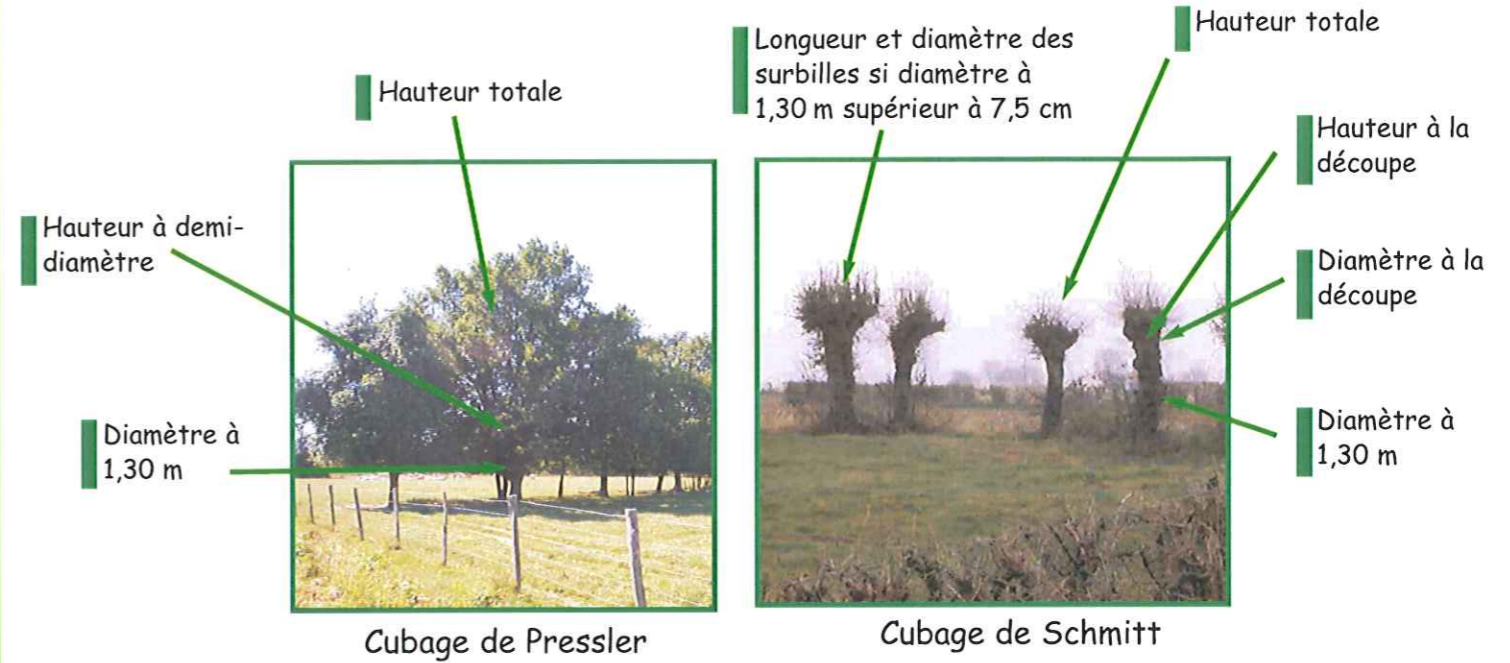 Hauteur totale
Hauteur à demi-
diamètre
Diamètre à
1,30 m
Cubage de Pressler
Longueur et diamètre des
surbilles si diamètre à
1,30 m supérieur à 7,5 cm
Hauteur totale
Hauteur à la
découpe
Diamètre à la
découpe
Diamètre à
1,30 m
Cubage de Schmitt